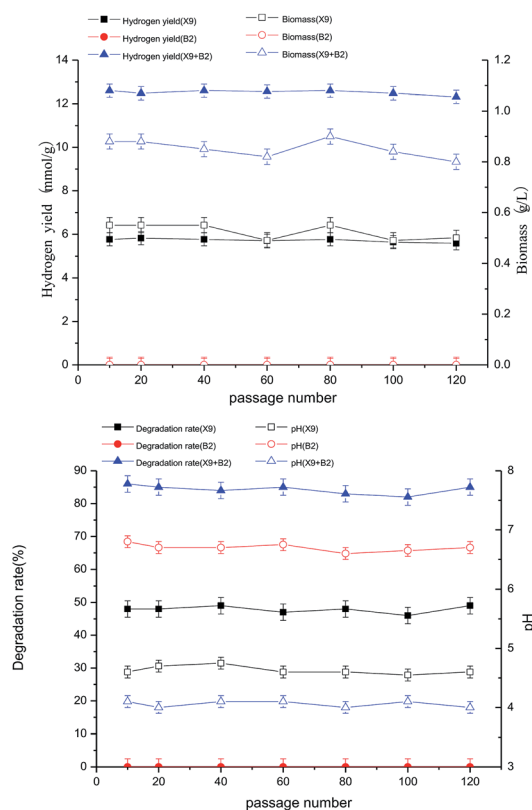 Hydrogen yield(X9) Biomass(X9)
Hydrogen yield(B2) Biomass(B2)
Hydrogen yield(X9+B2) Biomass(X9+B2)
14 1.2
12 1.0
10 0.8
8
6 0.6
4 0.4
2 0.2
0 0.0
Hydrogen yield (mmol/g)
Biomass (g/L)
0 20 40 60 80 100 120
passage number
Degradation rate(X9) pH(X9)
Degradation rate(B2) pH(B2)
Degradation rate(X9+B2) pH(X9+B2)
90 8
80
70 7
60
50 6
40 5
30
20 4
10
0 3
Degradation rate(%)
pH
0 20 40 60 80 100 120
passage number